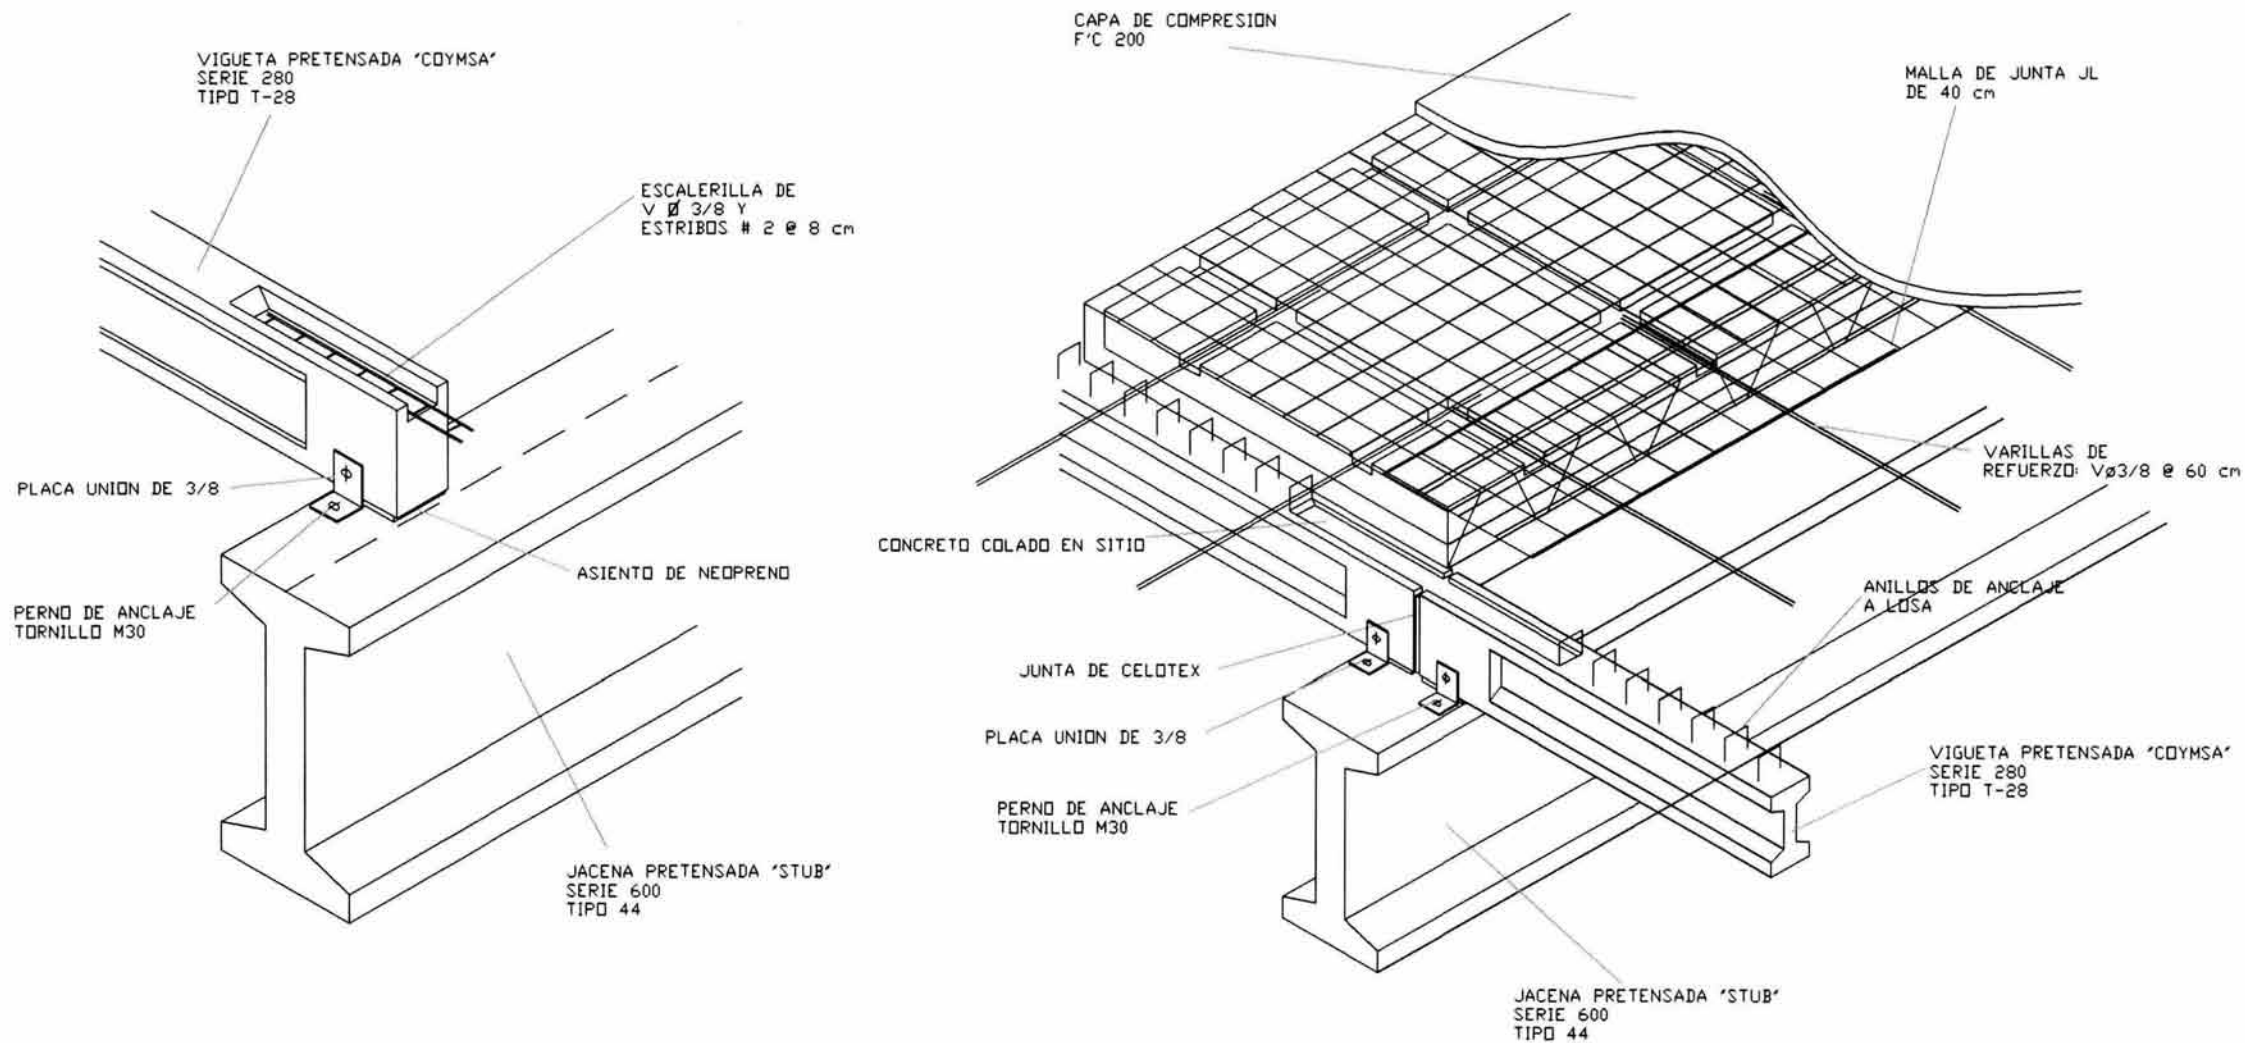 VIGUETA PRETENSADA "COYMSA"
SERIE 280
TIPO T-28
ESCALERILLA DE
V Ø 3/8 Y
ESTRIBOS # 2 @ 8 cm
PLACA UNION DE 3/8
ASIENTO DE NEOPRENO
PERNO DE ANCLAJE
TORNILLO M30
JACENA PRETENSADA "STUB"
SERIE 600
TIPO 44
CAPA DE COMPRESION
F'C 200
MALLA DE JUNTA JL
DE 40 cm
VARILLAS DE
REFUERZO: Vø3/8 @ 60 cm
CONCRETO COLADO EN SITIO
ANILLOS DE ANCLAJE
A LOSA
JUNTA DE CELOTEX
PLACA UNION DE 3/8
VIGUETA PRETENSADA "COYMSA"
SERIE 280
TIPO T-28
PERNO DE ANCLAJE
TORNILLO M30
JACENA PRETENSADA "STUB"
SERIE 600
TIPO 44